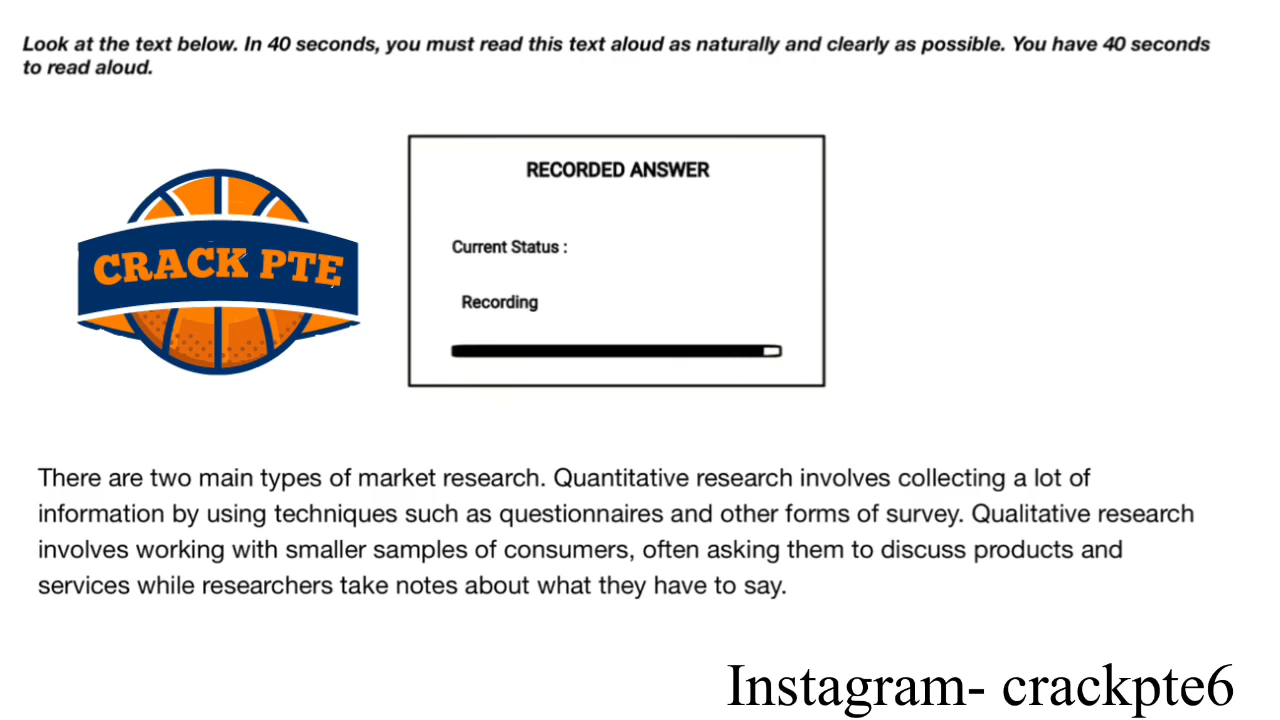 Look at the text below. In 40 seconds, you must read this text aloud as naturally and clearly as possible. You have 40 seconds
to read aloud.
CRACK PTE
RECORDED ANSWER
Current Status :
Recording
There are two main types of market research. Quantitative research involves collecting a lot of
information by using techniques such as questionnaires and other forms of survey. Qualitative research
involves working with smaller samples of consumers, often asking them to discuss products and
services while researchers take notes about what they have to say.
Instagram- crackpte6